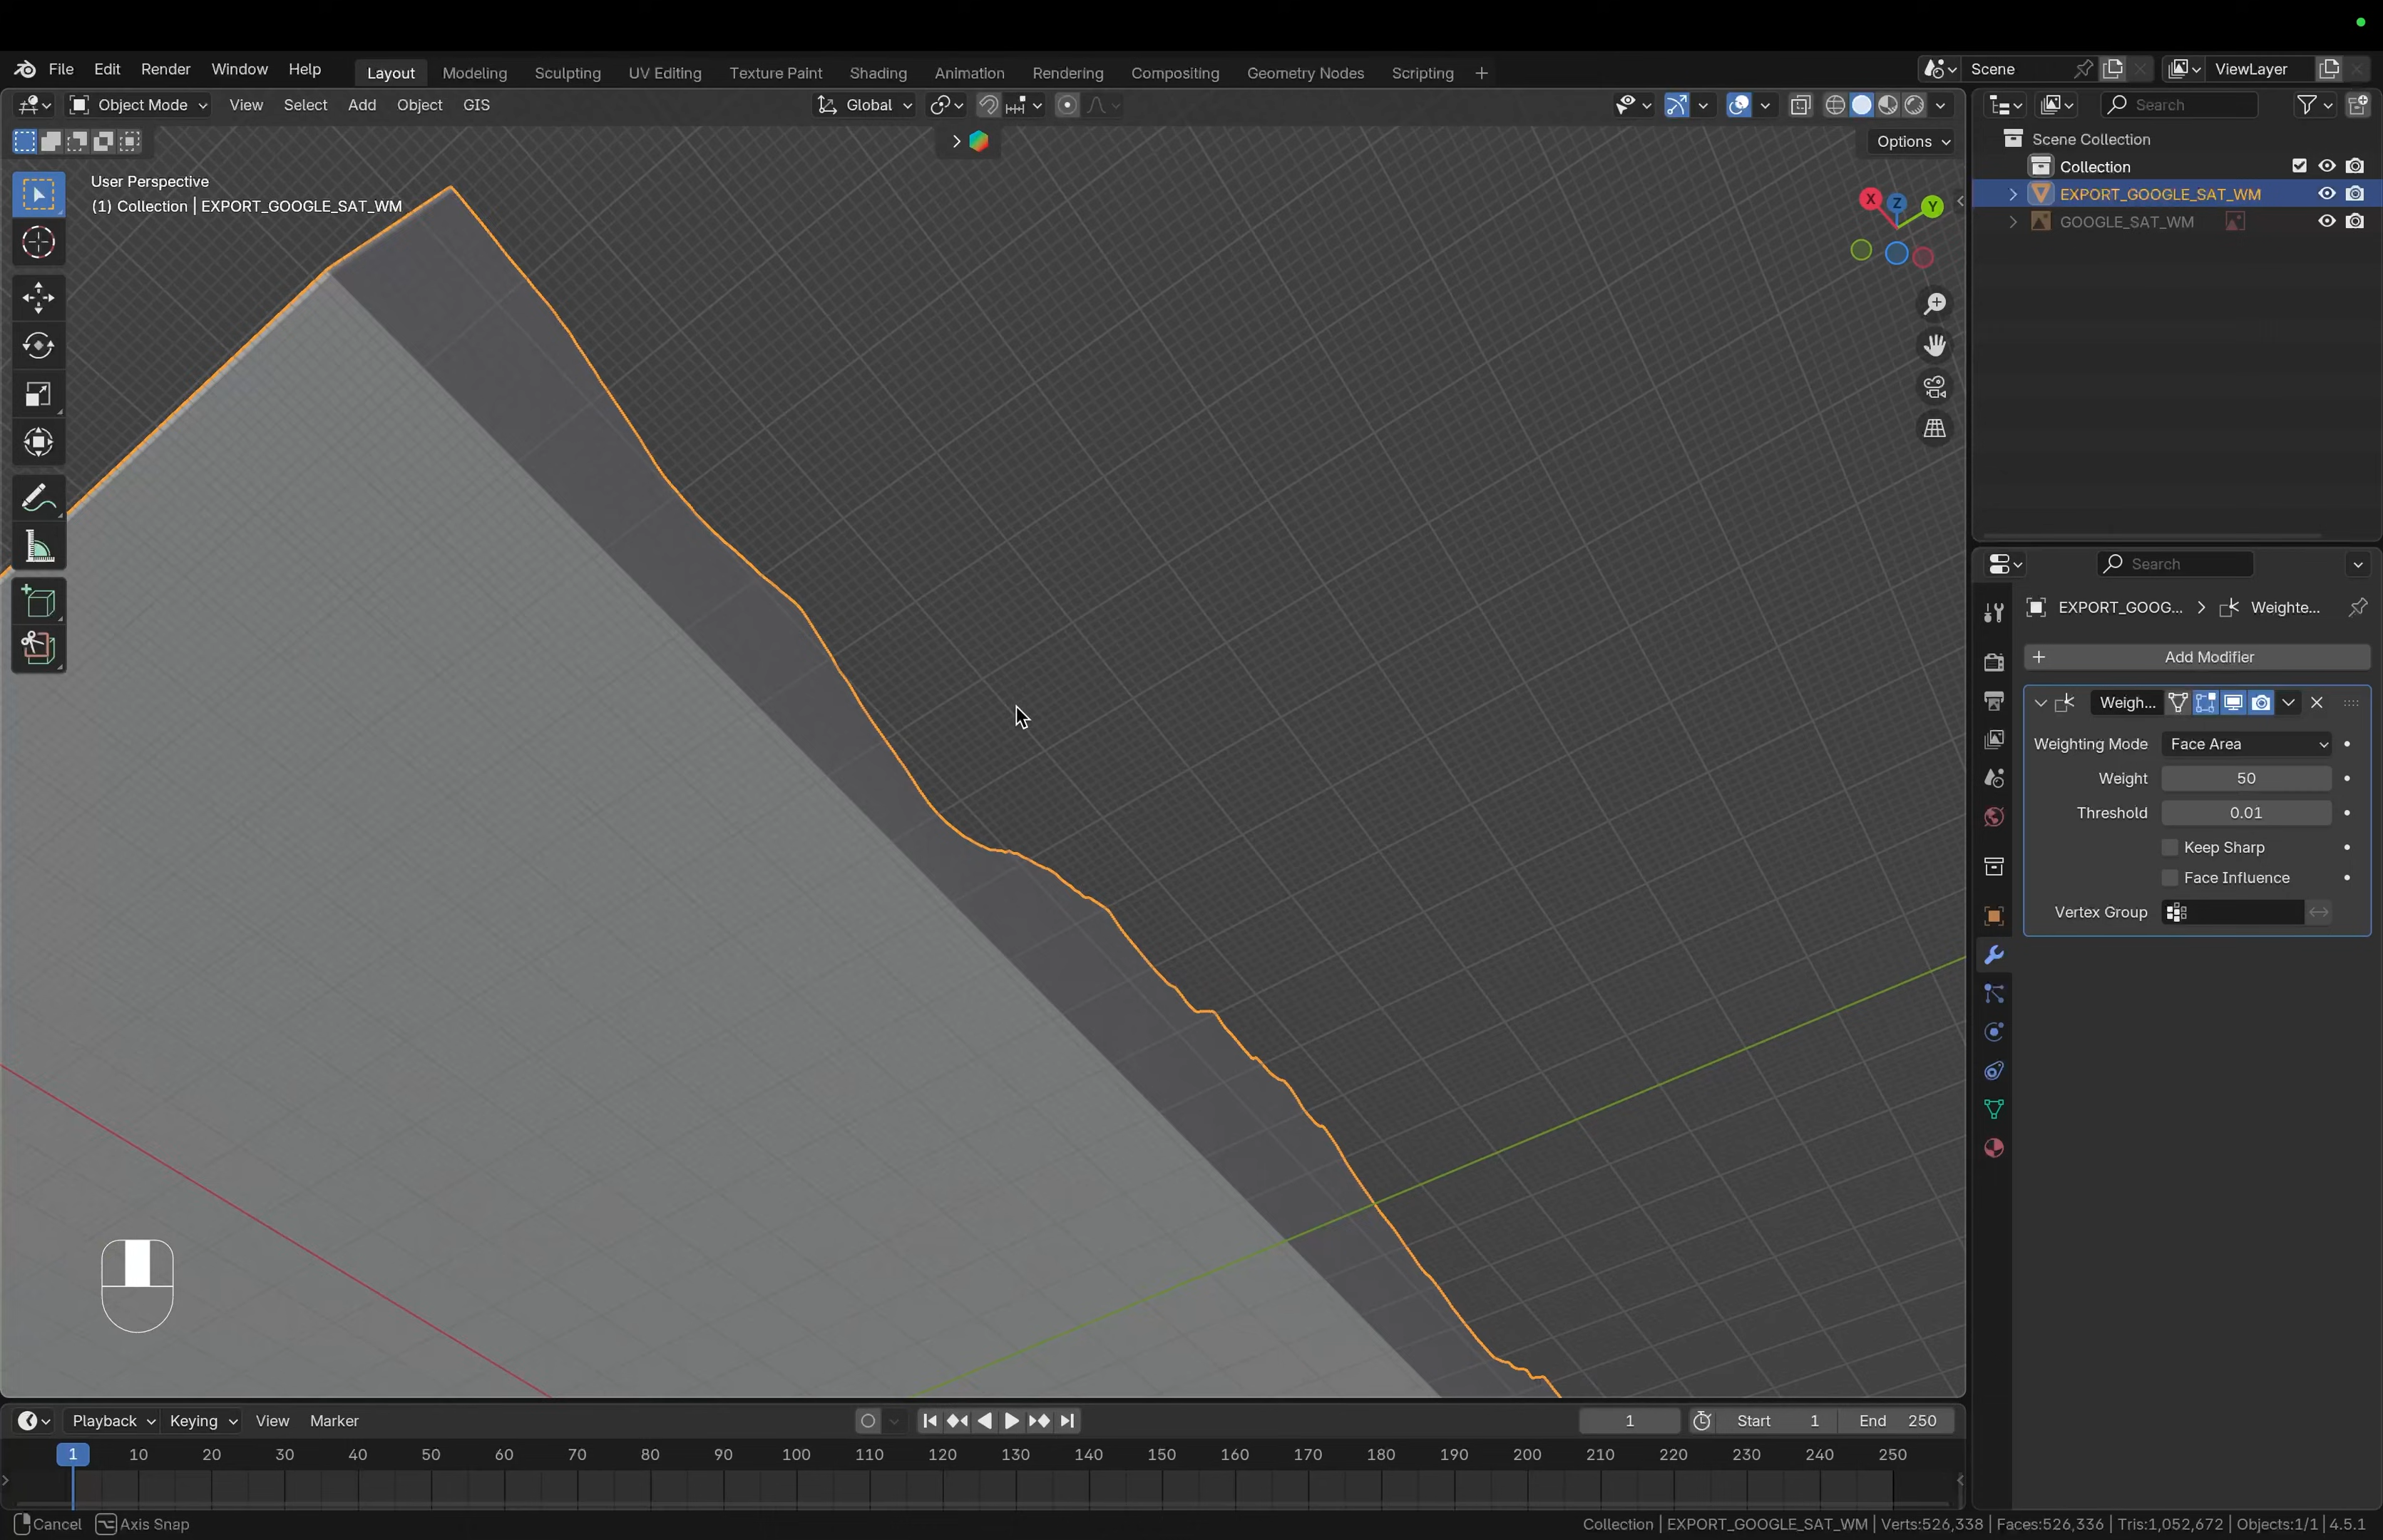 File Edit Render Window Help Layout Modeling Sculpting UV Editing Texture Paint Shading Animation Rendering Compositing Geometry Nodes Scripting + Scene ViewLayer
Object Mode View Select Add Object GIS Global Search
Options
User Perspective
(1) Collection | EXPORT_GOOGLE_SAT_WM
X Z Y
Scene Collection
Collection
EXPORT_GOOGLE_SAT_WM
GOOGLE_SAT_WM
Search
EXPORT_GOOG... > Weighte...
+ Add Modifier
Weigh...
Weighting Mode Face Area
Weight 50
Threshold 0.01
Keep Sharp
Face Influence
Vertex Group
Playback Keying View Marker 1 Start 1 End 250
1 10 20 30 40 50 60 70 80 90 100 110 120 130 140 150 160 170 180 190 200 210 220 230 240 250
Cancel Axis Snap Collection | EXPORT_GOOGLE_SAT_WM | Verts:526,338 | Faces:526,336 | Tris:1,052,672 | Objects:1/1 | 4.5.1